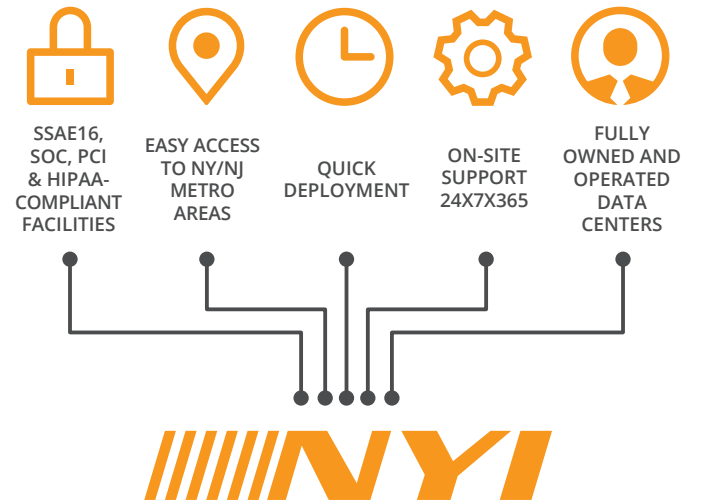 SSAE16,
SOC, PCI
& HIPAA-
COMPLIANT
FACILITIES
EASY ACCESS
TO NY/NJ
METRO
AREAS
QUICK
DEPLOYMENT
ON-SITE
SUPPORT
24X7X365
FULLY
OWNED AND
OPERATED
DATA
CENTERS
NYI